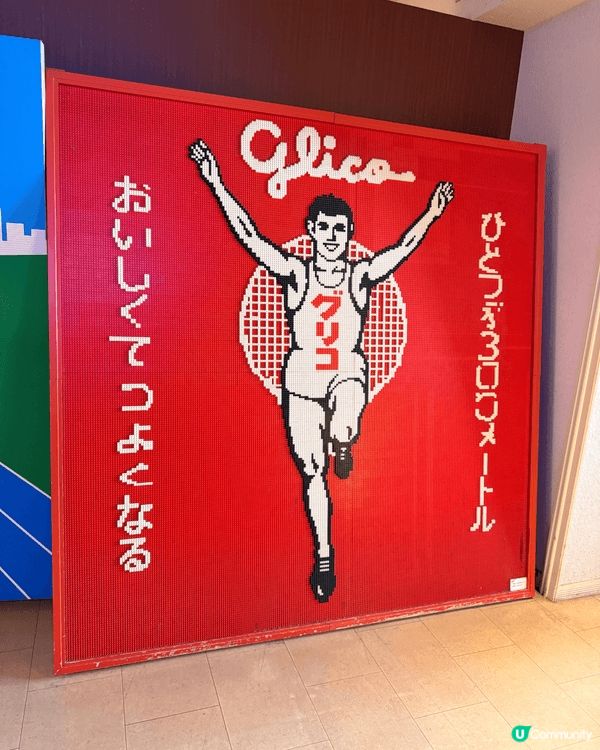 glico
ひとつぶ300メートル
グリコ
おいしくてつよくなる
U Community